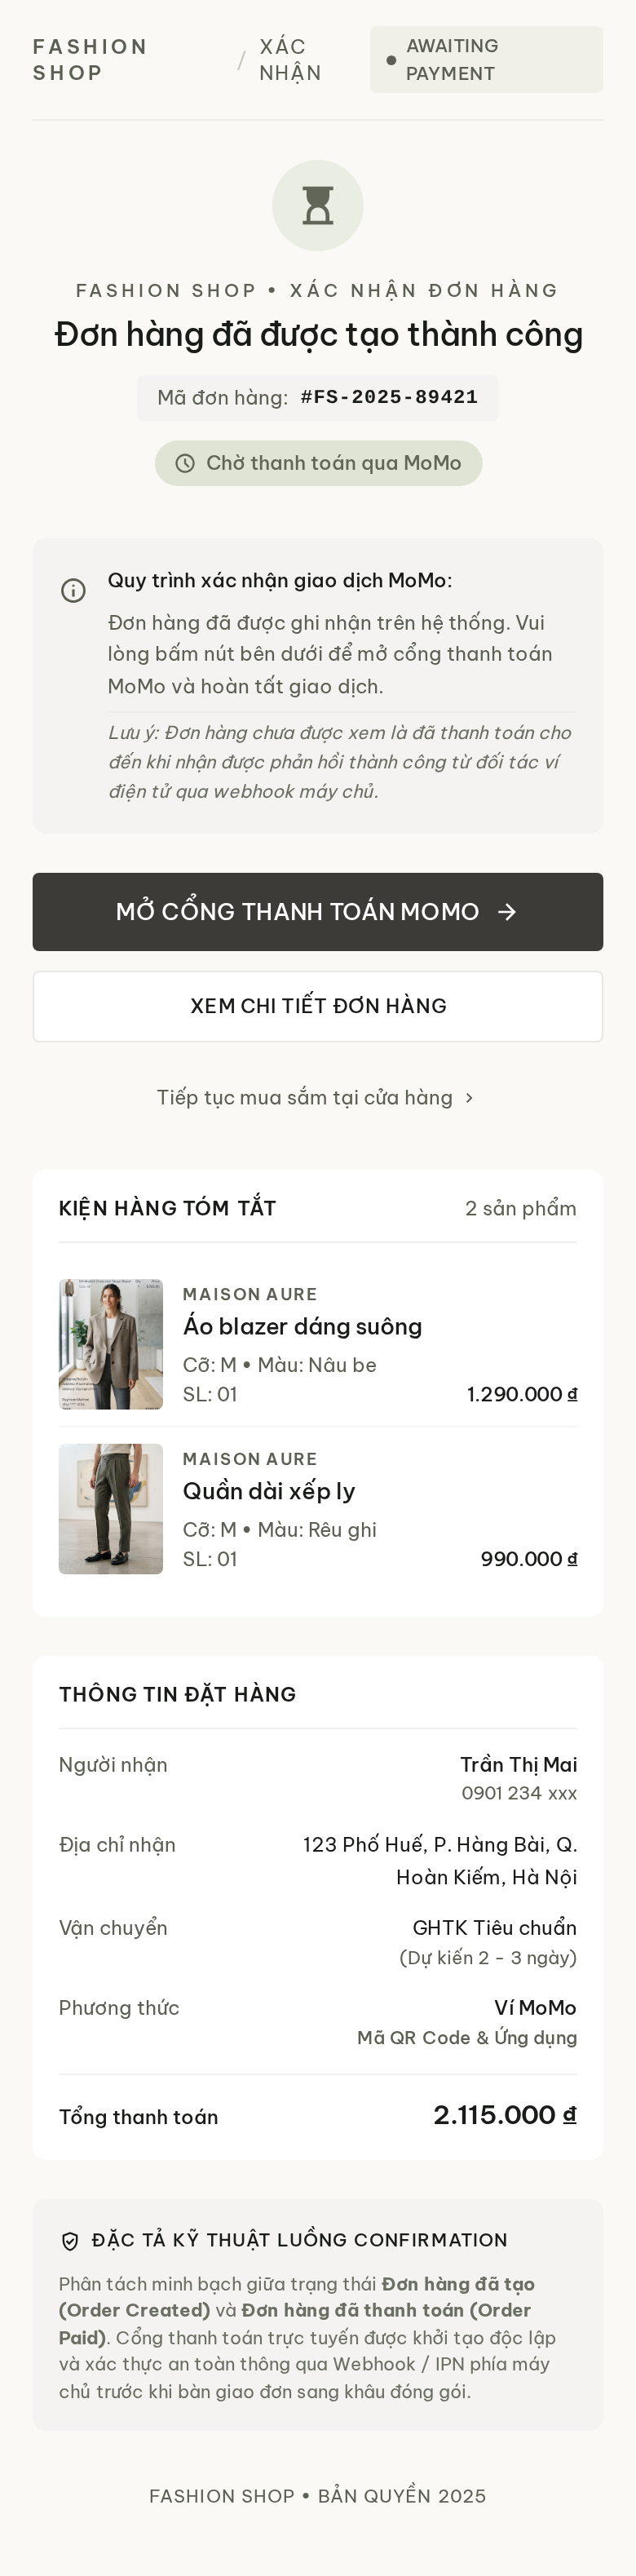 FASHION SHOP
/
XÁC NHẬN
AWAITING PAYMENT
FASHION SHOP • XÁC NHẬN ĐƠN HÀNG
Đơn hàng đã được tạo thành công
Mã đơn hàng: #FS-2025-89421
Chờ thanh toán qua MoMo
Quy trình xác nhận giao dịch MoMo:
Đơn hàng đã được ghi nhận trên hệ thống. Vui
lòng bấm nút bên dưới để mở cổng thanh toán
MoMo và hoàn tất giao dịch.
Lưu ý: Đơn hàng chưa được xem là đã thanh toán cho
đến khi nhận được phản hồi thành công từ đối tác ví
điện tử qua webhook máy chủ.
MỞ CỔNG THANH TOÁN MOMO
XEM CHI TIẾT ĐƠN HÀNG
Tiếp tục mua sắm tại cửa hàng
KIỆN HÀNG TÓM TẮT
2 sản phẩm
MAISON AURE
Áo blazer dáng suông
Cỡ: M • Màu: Nâu be
SL: 01
1.290.000 ₫
MAISON AURE
Quần dài xếp ly
Cỡ: M • Màu: Rêu ghi
SL: 01
990.000 ₫
THÔNG TIN ĐẶT HÀNG
Người nhận
Trần Thị Mai
0901 234 xxx
Địa chỉ nhận
123 Phố Huế, P. Hàng Bài, Q.
Hoàn Kiếm, Hà Nội
Vận chuyển
GHTK Tiêu chuẩn
(Dự kiến 2 - 3 ngày)
Phương thức
Ví MoMo
Mã QR Code & Ứng dụng
Tổng thanh toán
2.115.000 ₫
ĐẶC TẢ KỸ THUẬT LUỒNG CONFIRMATION
Phân tách minh bạch giữa trạng thái Đơn hàng đã tạo
(Order Created) và Đơn hàng đã thanh toán (Order
Paid). Cổng thanh toán trực tuyến được khởi tạo độc lập
và xác thực an toàn thông qua Webhook / IPN phía máy
chủ trước khi bàn giao đơn sang khâu đóng gói.
FASHION SHOP • BẢN QUYỀN 2025